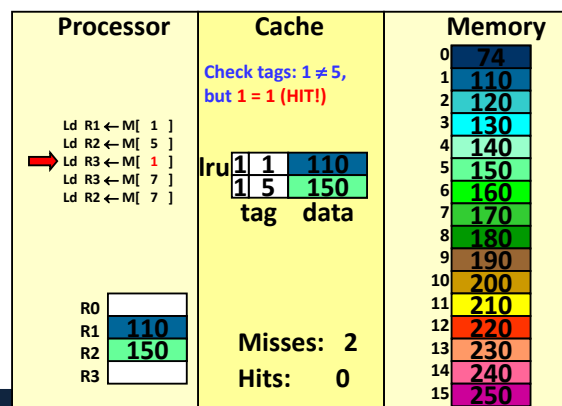 Processor
Ld R1 ← M[ 1 ]
Ld R2 ← M[ 5 ]
Ld R3 ← M[ 1 ]
Ld R3 ← M[ 7 ]
Ld R2 ← M[ 7 ]
R0
R1 110
R2 150
R3
Cache
Check tags: 1 ≠ 5,
but 1 = 1 (HIT!)
lru 1 1 110
1 5 150
tag data
Misses: 2
Hits: 0
Memory
0 74
1 110
2 120
3 130
4 140
5 150
6 160
7 170
8 180
9 190
10 200
11 210
12 220
13 230
14 240
15 250